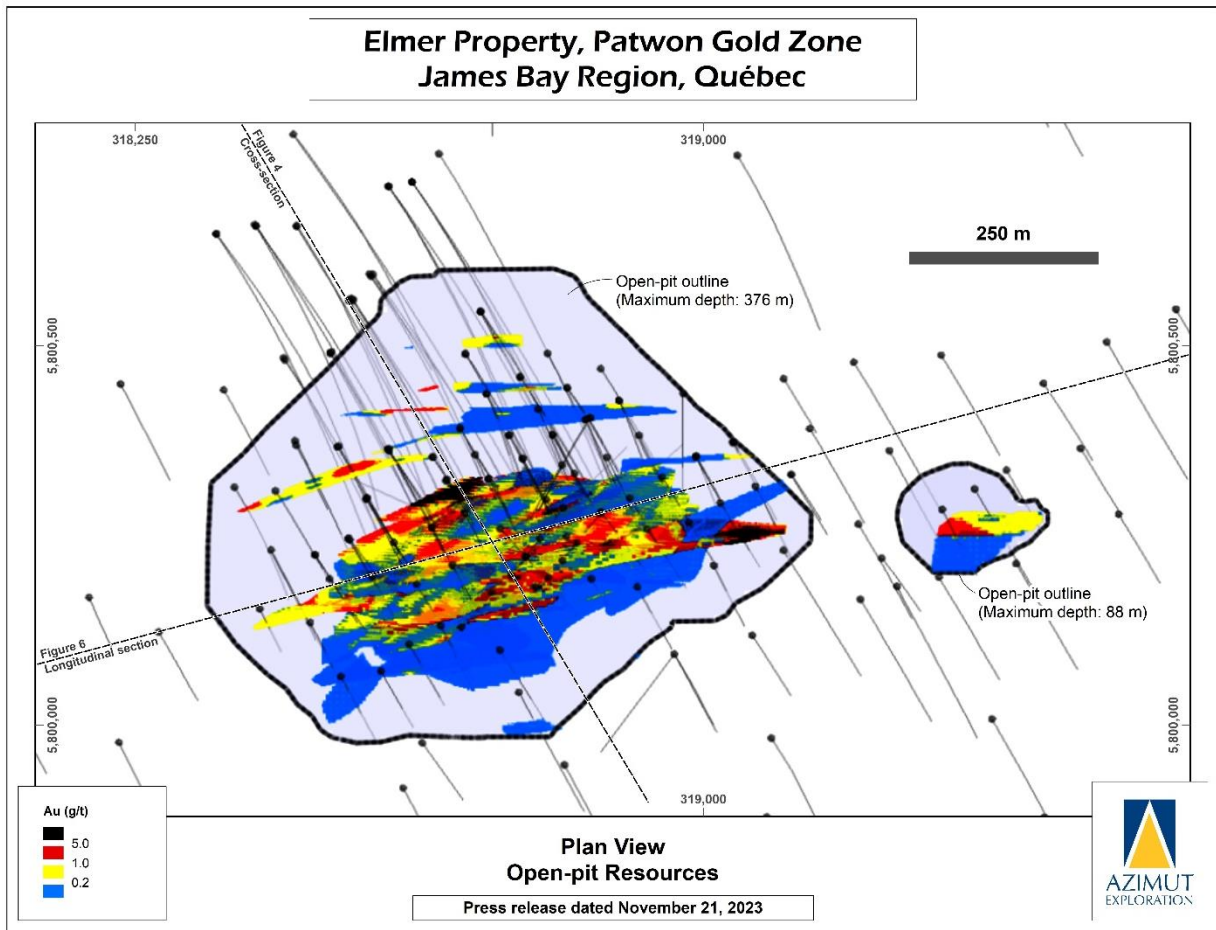 Elmer Property, Patwon Gold Zone
James Bay Region, Québec
318,250
319,000
Figure 4
Cross-section
250 m
Open-pit outline
(Maximum depth: 376 m)
5,800,500
5,800,500
Open-pit outline
(Maximum depth: 88 m)
Figure 6
Longitudinal section
5,800,000
5,800,000
319,000
Au (g/t)
5.0
1.0
0.2
Plan View
Open-pit Resources
Press release dated November 21, 2023
AZIMUT
EXPLORATION